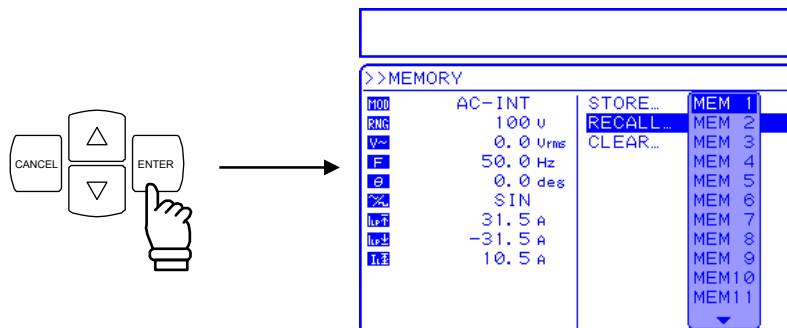 CANCEL
ENTER
>>MEMORY
MOD AC-INT
RNG 100 V
V~ 0.0 Vrms
F 50.0 Hz
θ 0.0 deg
SIN
31.5 A
-31.5 A
10.5 A
STORE…
RECALL…
CLEAR…
MEM 1
MEM 2
MEM 3
MEM 4
MEM 5
MEM 6
MEM 7
MEM 8
MEM 9
MEM10
MEM11